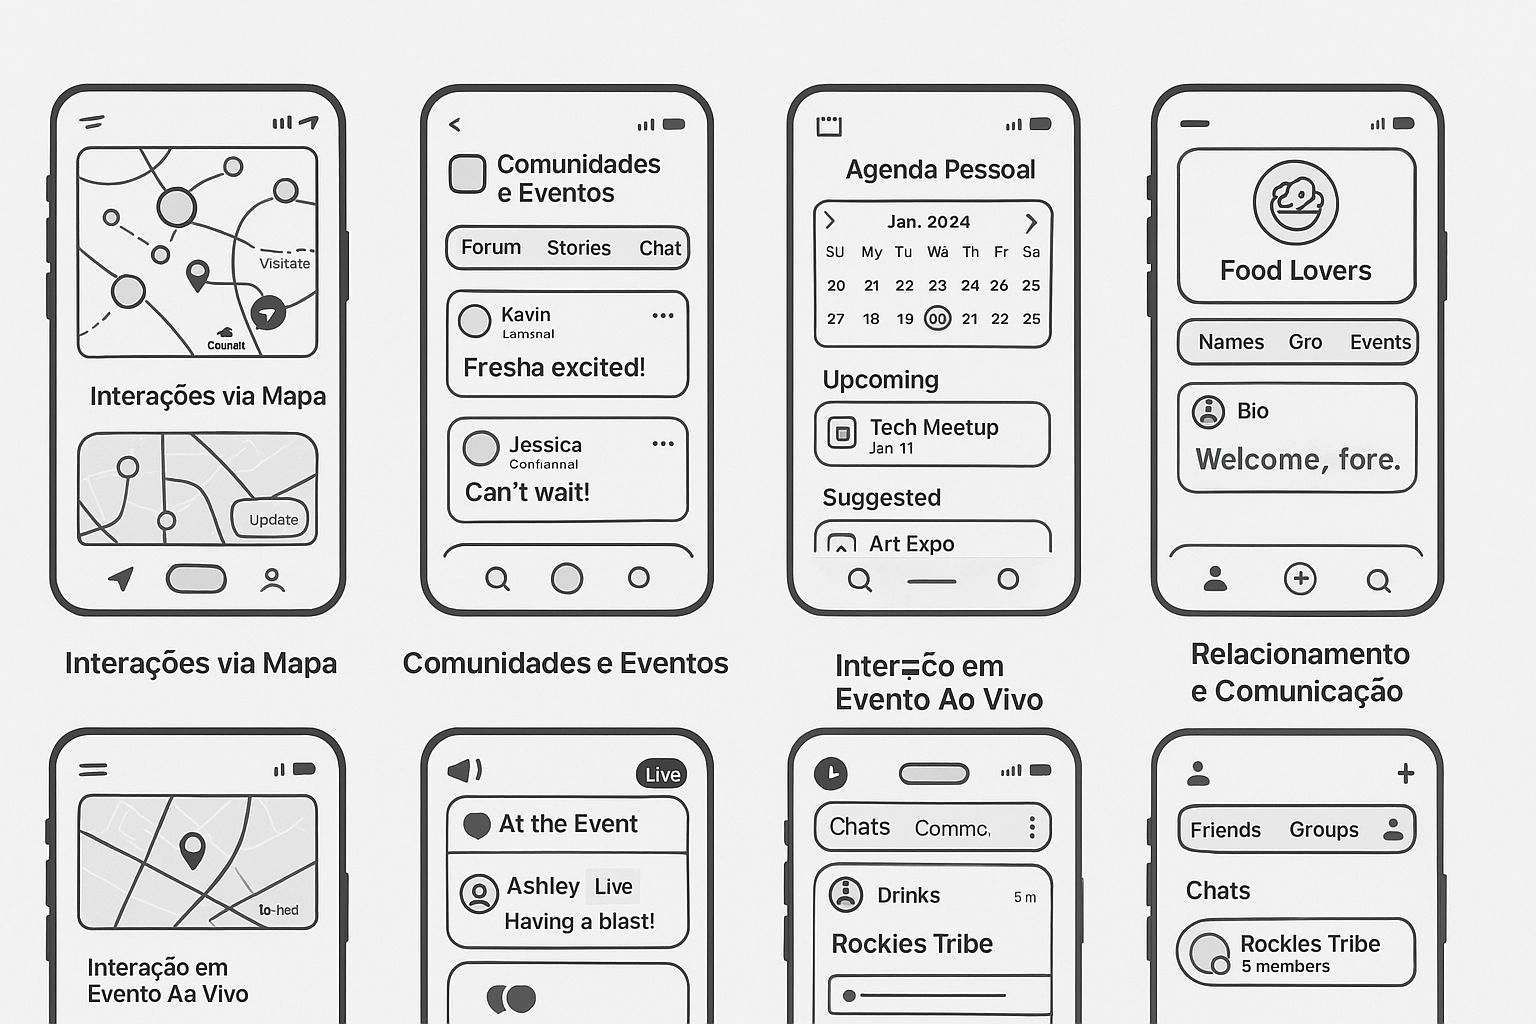 Visitate
Counalt
Interações via Mapa
Update
Comunidades
e Eventos
Forum Stories Chat
Kavin
Lamsnal
Fresha excited!
Jessica
Confiannal
Can't wait!
Agenda Pessoal
Jan. 2024
SU My Tu Wá Th Fr Sa
20 21 22 23 24 26 25
27 18 19 00 21 22 25
Upcoming
Tech Meetup
Jan 11
Suggested
Art Expo
Food Lovers
Names Gro Events
Bio
Welcome, fore.
Interações via Mapa
Comunidades e Eventos
em
Evento Ao Vivo
Relacionamento
e Comunicação
to-hed
Interação em
Evento Aa Vivo
Live
At the Event
Ashley Live
Having a blast!
Chats Commc.
Drinks 5 m
Rockies Tribe
Friends Groups
Chats
Rockles Tribe
5 members